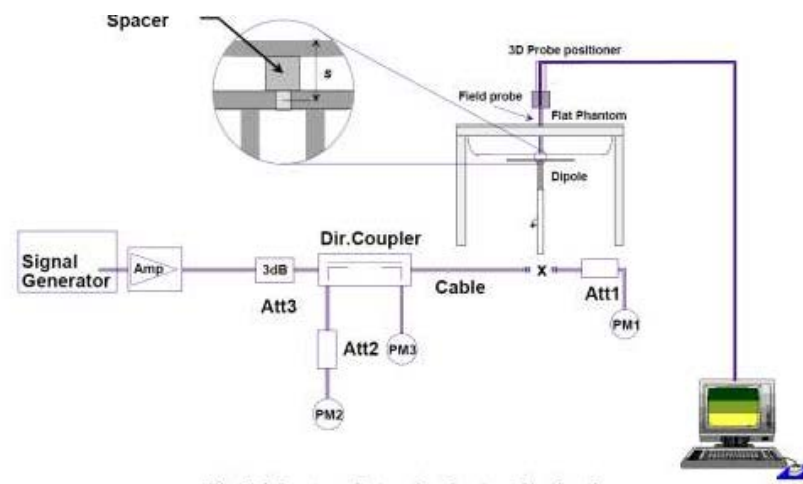 Spacer
s
3D Probe positioner
Field probe
Flat Phantom
Dipole
Signal
Generator
Amp
3dB
Att3
Dir.Coupler
Cable
x
Att1
PM1
Att2
PM3
PM2